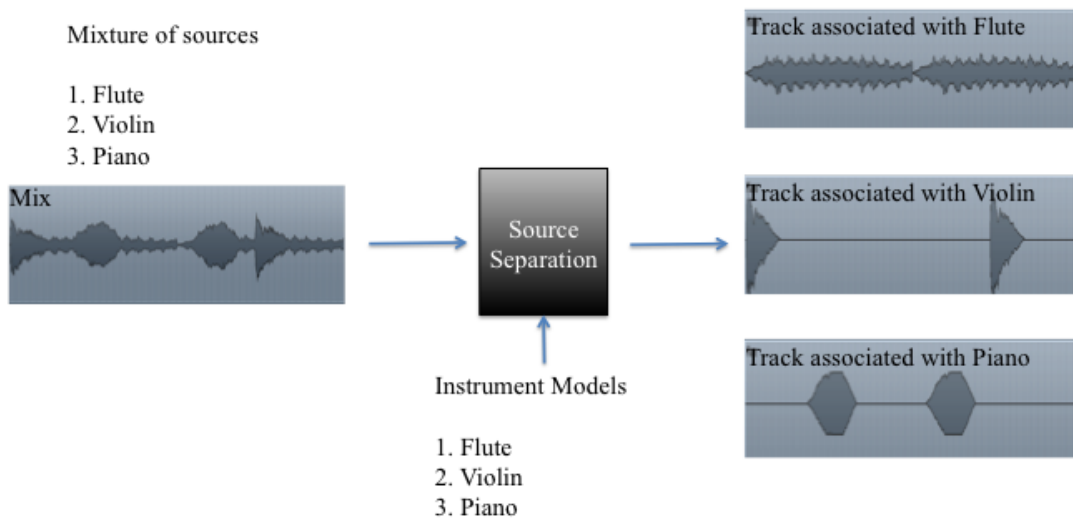 Mixture of sources
1. Flute
2. Violin
3. Piano
Mix
Source
Separation
Instrument Models
1. Flute
2. Violin
3. Piano
Track associated with Flute
Track associated with Violin
Track associated with Piano